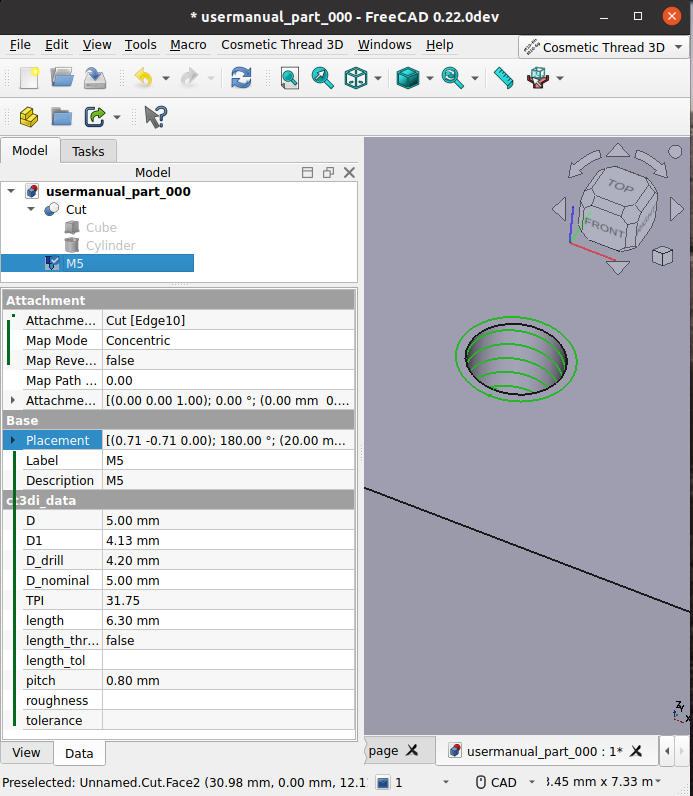 * usermanual_part_000 - FreeCAD 0.22.0dev
File Edit View Tools Macro Cosmetic Thread 3D Windows Help
Cosmetic Thread 3D
Model Tasks
Model
usermanual_part_000
Cut
Cube
Cylinder
M5
Attachment
Attachme... Cut [Edge10]
Map Mode Concentric
Map Reve... false
Map Path ... 0.00
Attachme... [(0.00 0.00 1.00); 0.00 °; (0.00 mm 0....
Base
Placement [(0.71 -0.71 0.00); 180.00 °; (20.00 m...
Label M5
Description M5
ct3di_data
D 5.00 mm
D1 4.13 mm
D_drill 4.20 mm
D_nominal 5.00 mm
TPI 31.75
length 6.30 mm
length_thr... false
length_tol
pitch 0.80 mm
roughness
tolerance
TOP
FRONT
Z
Y
X
View Data
page
usermanual_part_000 : 1*
Preselected: Unnamed.Cut.Face2 (30.98 mm, 0.00 mm, 12.1 1 CAD .45 mm x 7.33 m